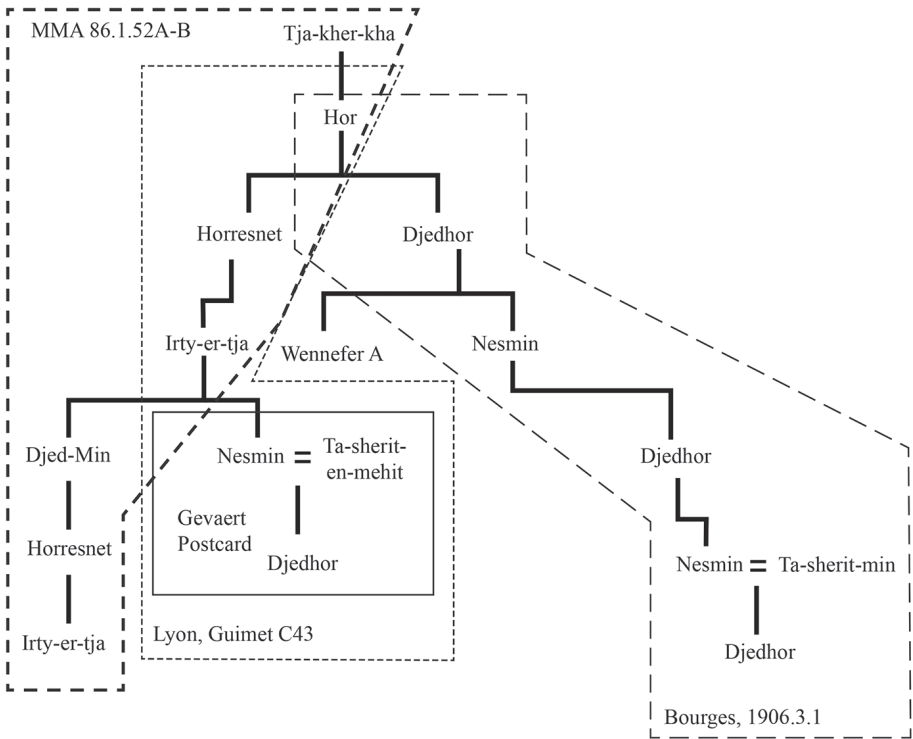 MMA 86.1.52A-B
Tja-kher-kha
Hor
Horresnet
Djedhor
Irty-er-tja
Wennefer A
Nesmin
Djed-Min
Nesmin
=
Ta-sherit-
en-mehit
Djedhor
Gevaert
Postcard
Djedhor
Horresnet
Nesmin = Ta-sherit-min
Irty-er-tja
Lyon, Guimet C43
Djedhor
Bourges, 1906.3.1